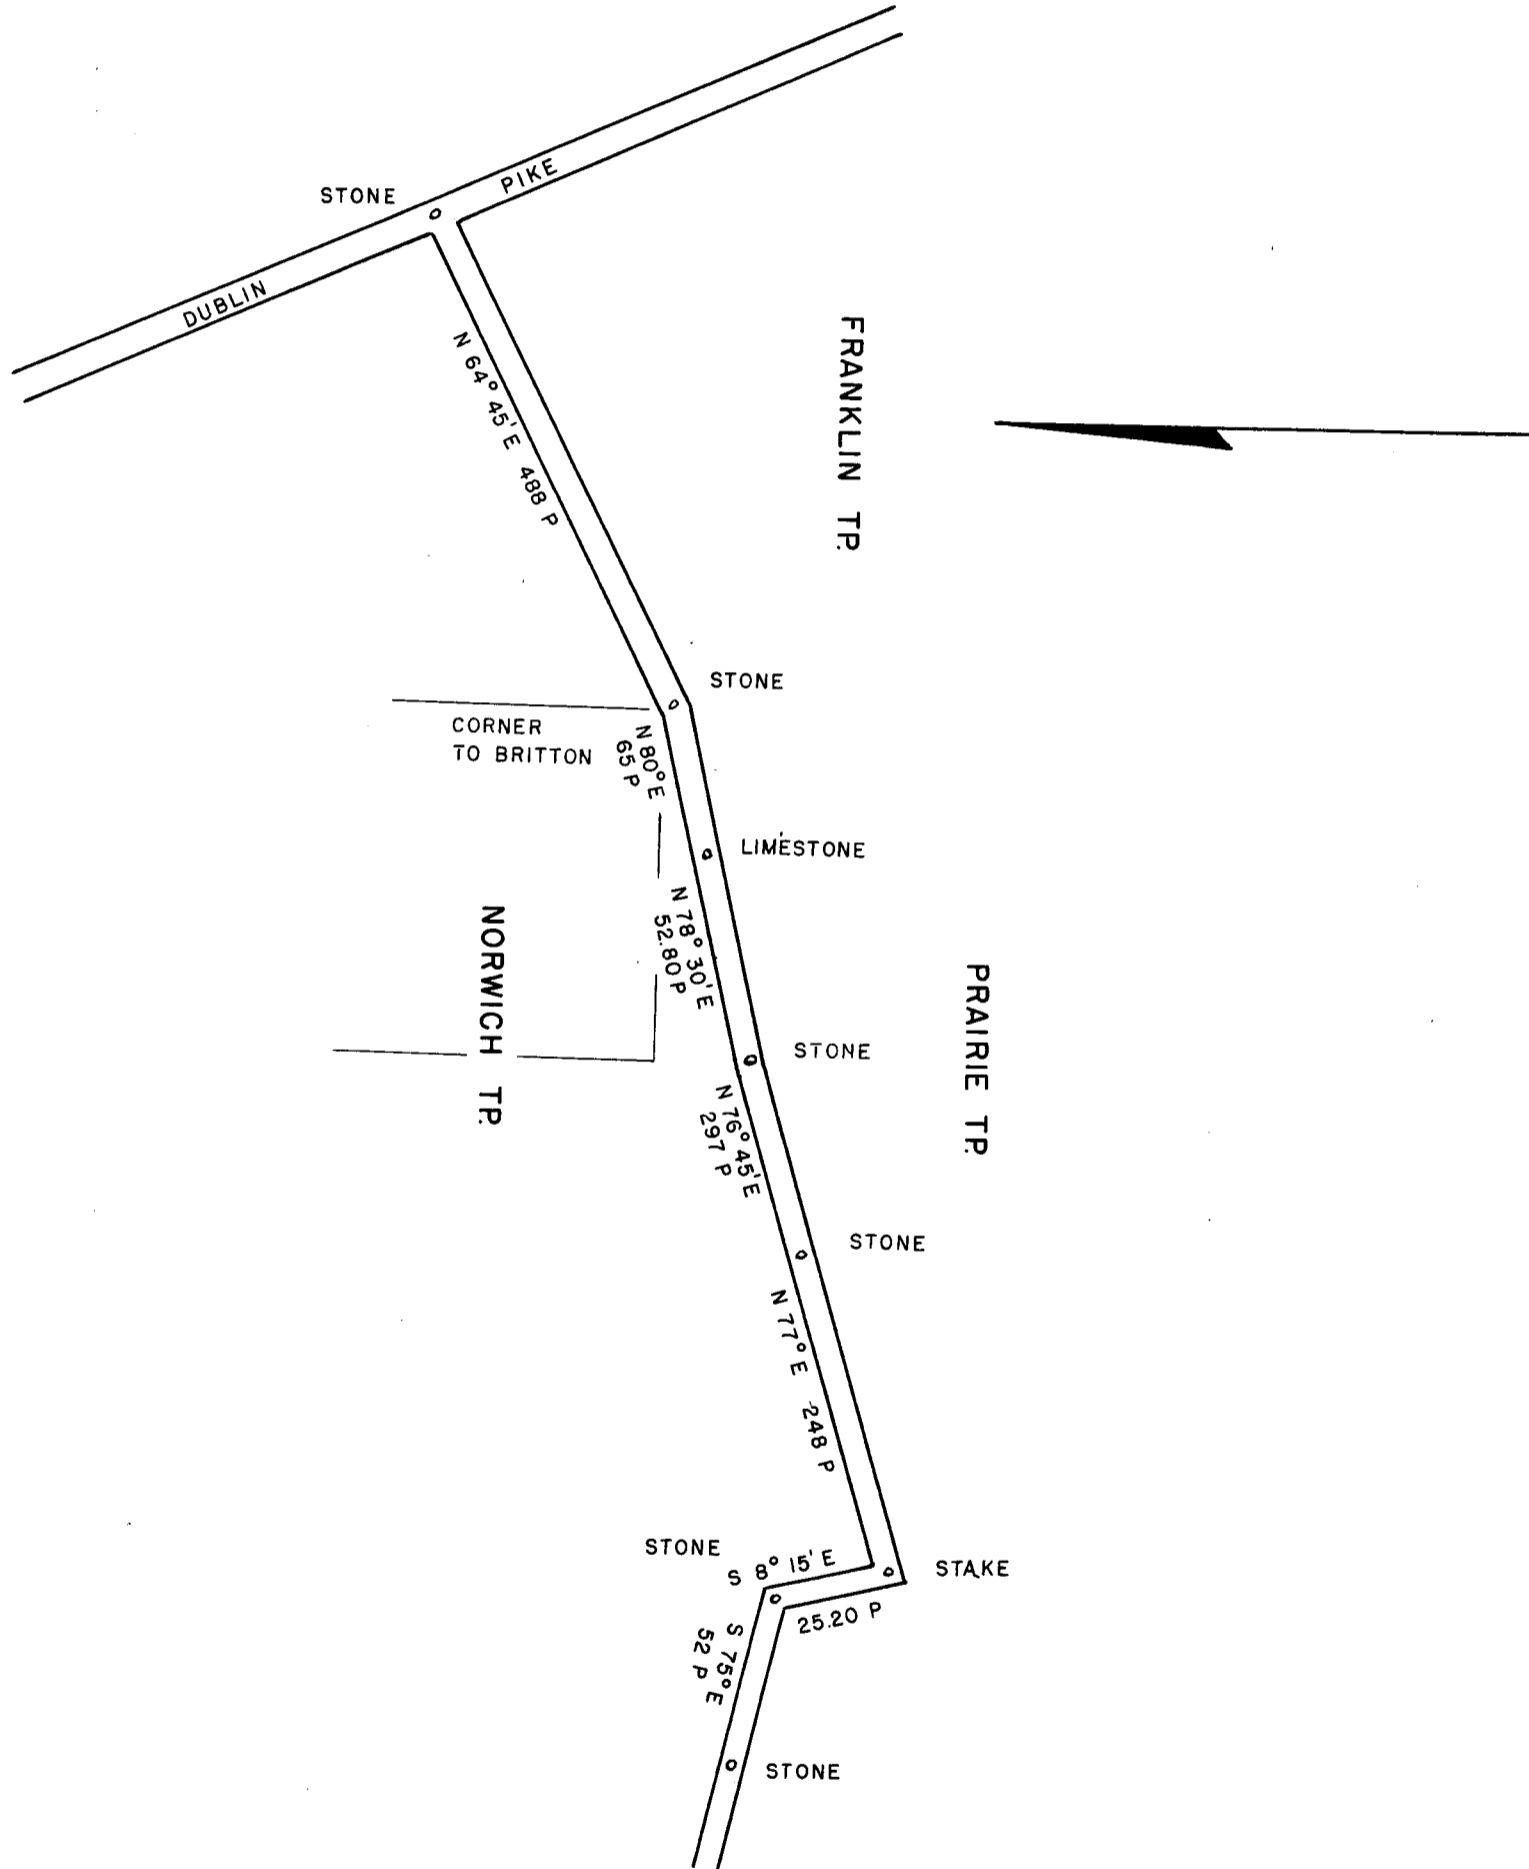 PIKE
STONE
DUBLIN
N 64° 45' E 488 P
FRANKLIN TP.
STONE
CORNER
TO BRITTON
N 80° E
65 P
LIMESTONE
N 78° 30' E
52.80 P
NORWICH TP.
PRAIRIE TP.
STONE
N 76° 45' E
297 P
STONE
N 77° E 248 P
STONE
S 8° 15' E
STAKE
25.20 P
S 75° E
52 P
STONE